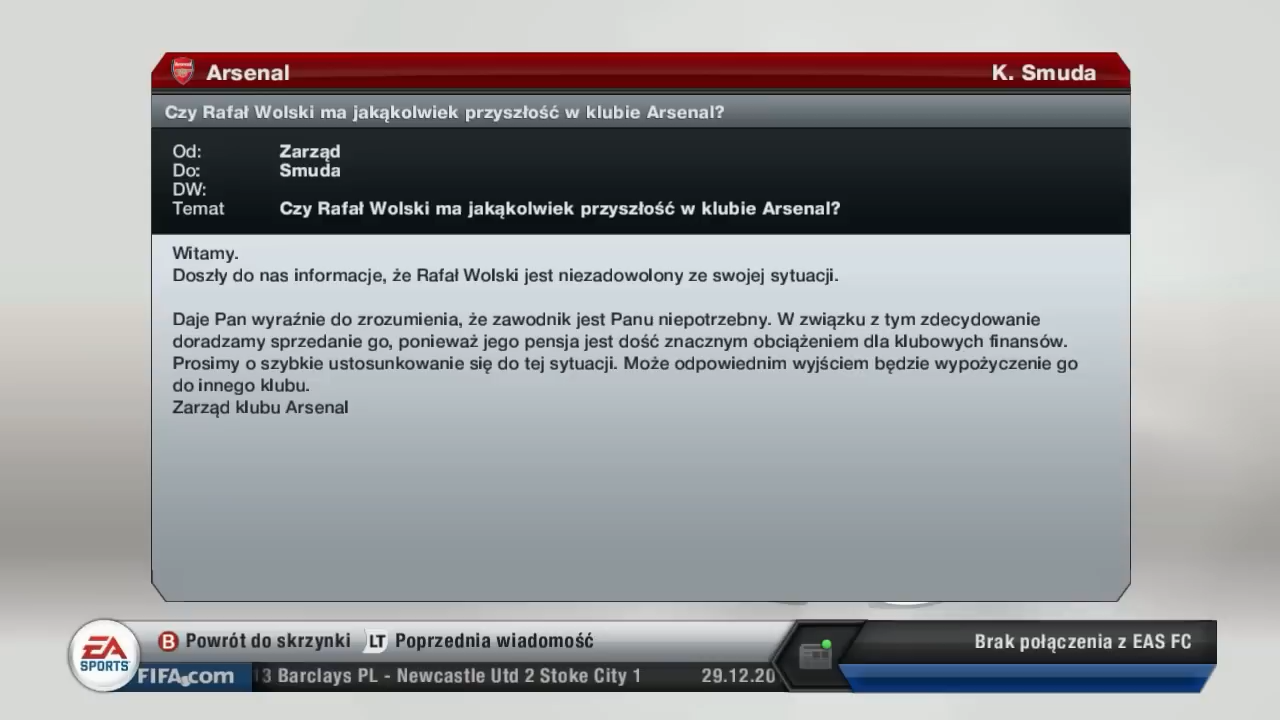 Arsenal K. Smuda
Czy Rafał Wolski ma jakąkolwiek przyszłość w klubie Arsenal?
Od: Zarząd
Do: Smuda
DW:
Temat Czy Rafał Wolski ma jakąkolwiek przyszłość w klubie Arsenal?
Witamy.
Doszły do nas informacje, że Rafał Wolski jest niezadowolony ze swojej sytuacji.
Daje Pan wyraźnie do zrozumienia, że zawodnik jest Panu niepotrzebny. W związku z tym zdecydowanie
doradzamy sprzedanie go, ponieważ jego pensja jest dość znacznym obciążeniem dla klubowych finansów.
Prosimy o szybkie ustosunkowanie się do tej sytuacji. Może odpowiednim wyjściem będzie wypożyczenie go
do innego klubu.
Zarząd klubu Arsenal
B Powrót do skrzynki LT Poprzednia wiadomość Brak połączenia z EAS FC
EA SPORTS
FIFA.com 3 Barclays PL - Newcastle Utd 2 Stoke City 1 29.12.20